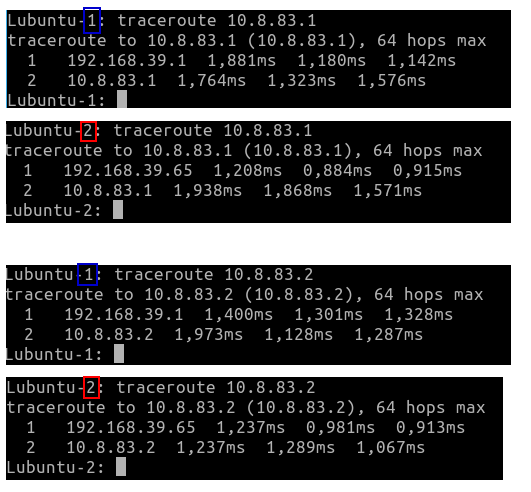 Lubuntu-1: traceroute 10.8.83.1
traceroute to 10.8.83.1 (10.8.83.1), 64 hops max
1 192.168.39.1 1,881ms 1,180ms 1,142ms
2 10.8.83.1 1,764ms 1,323ms 1,576ms
Lubuntu-1:
Lubuntu-2: traceroute 10.8.83.1
traceroute to 10.8.83.1 (10.8.83.1), 64 hops max
1 192.168.39.65 1,208ms 0,884ms 0,915ms
2 10.8.83.1 1,938ms 1,868ms 1,571ms
Lubuntu-2:
Lubuntu-1: traceroute 10.8.83.2
traceroute to 10.8.83.2 (10.8.83.2), 64 hops max
1 192.168.39.1 1,400ms 1,301ms 1,328ms
2 10.8.83.2 1,973ms 1,128ms 1,287ms
Lubuntu-1:
Lubuntu-2: traceroute 10.8.83.2
traceroute to 10.8.83.2 (10.8.83.2), 64 hops max
1 192.168.39.65 1,237ms 0,981ms 0,913ms
2 10.8.83.2 1,237ms 1,289ms 1,067ms
Lubuntu-2: